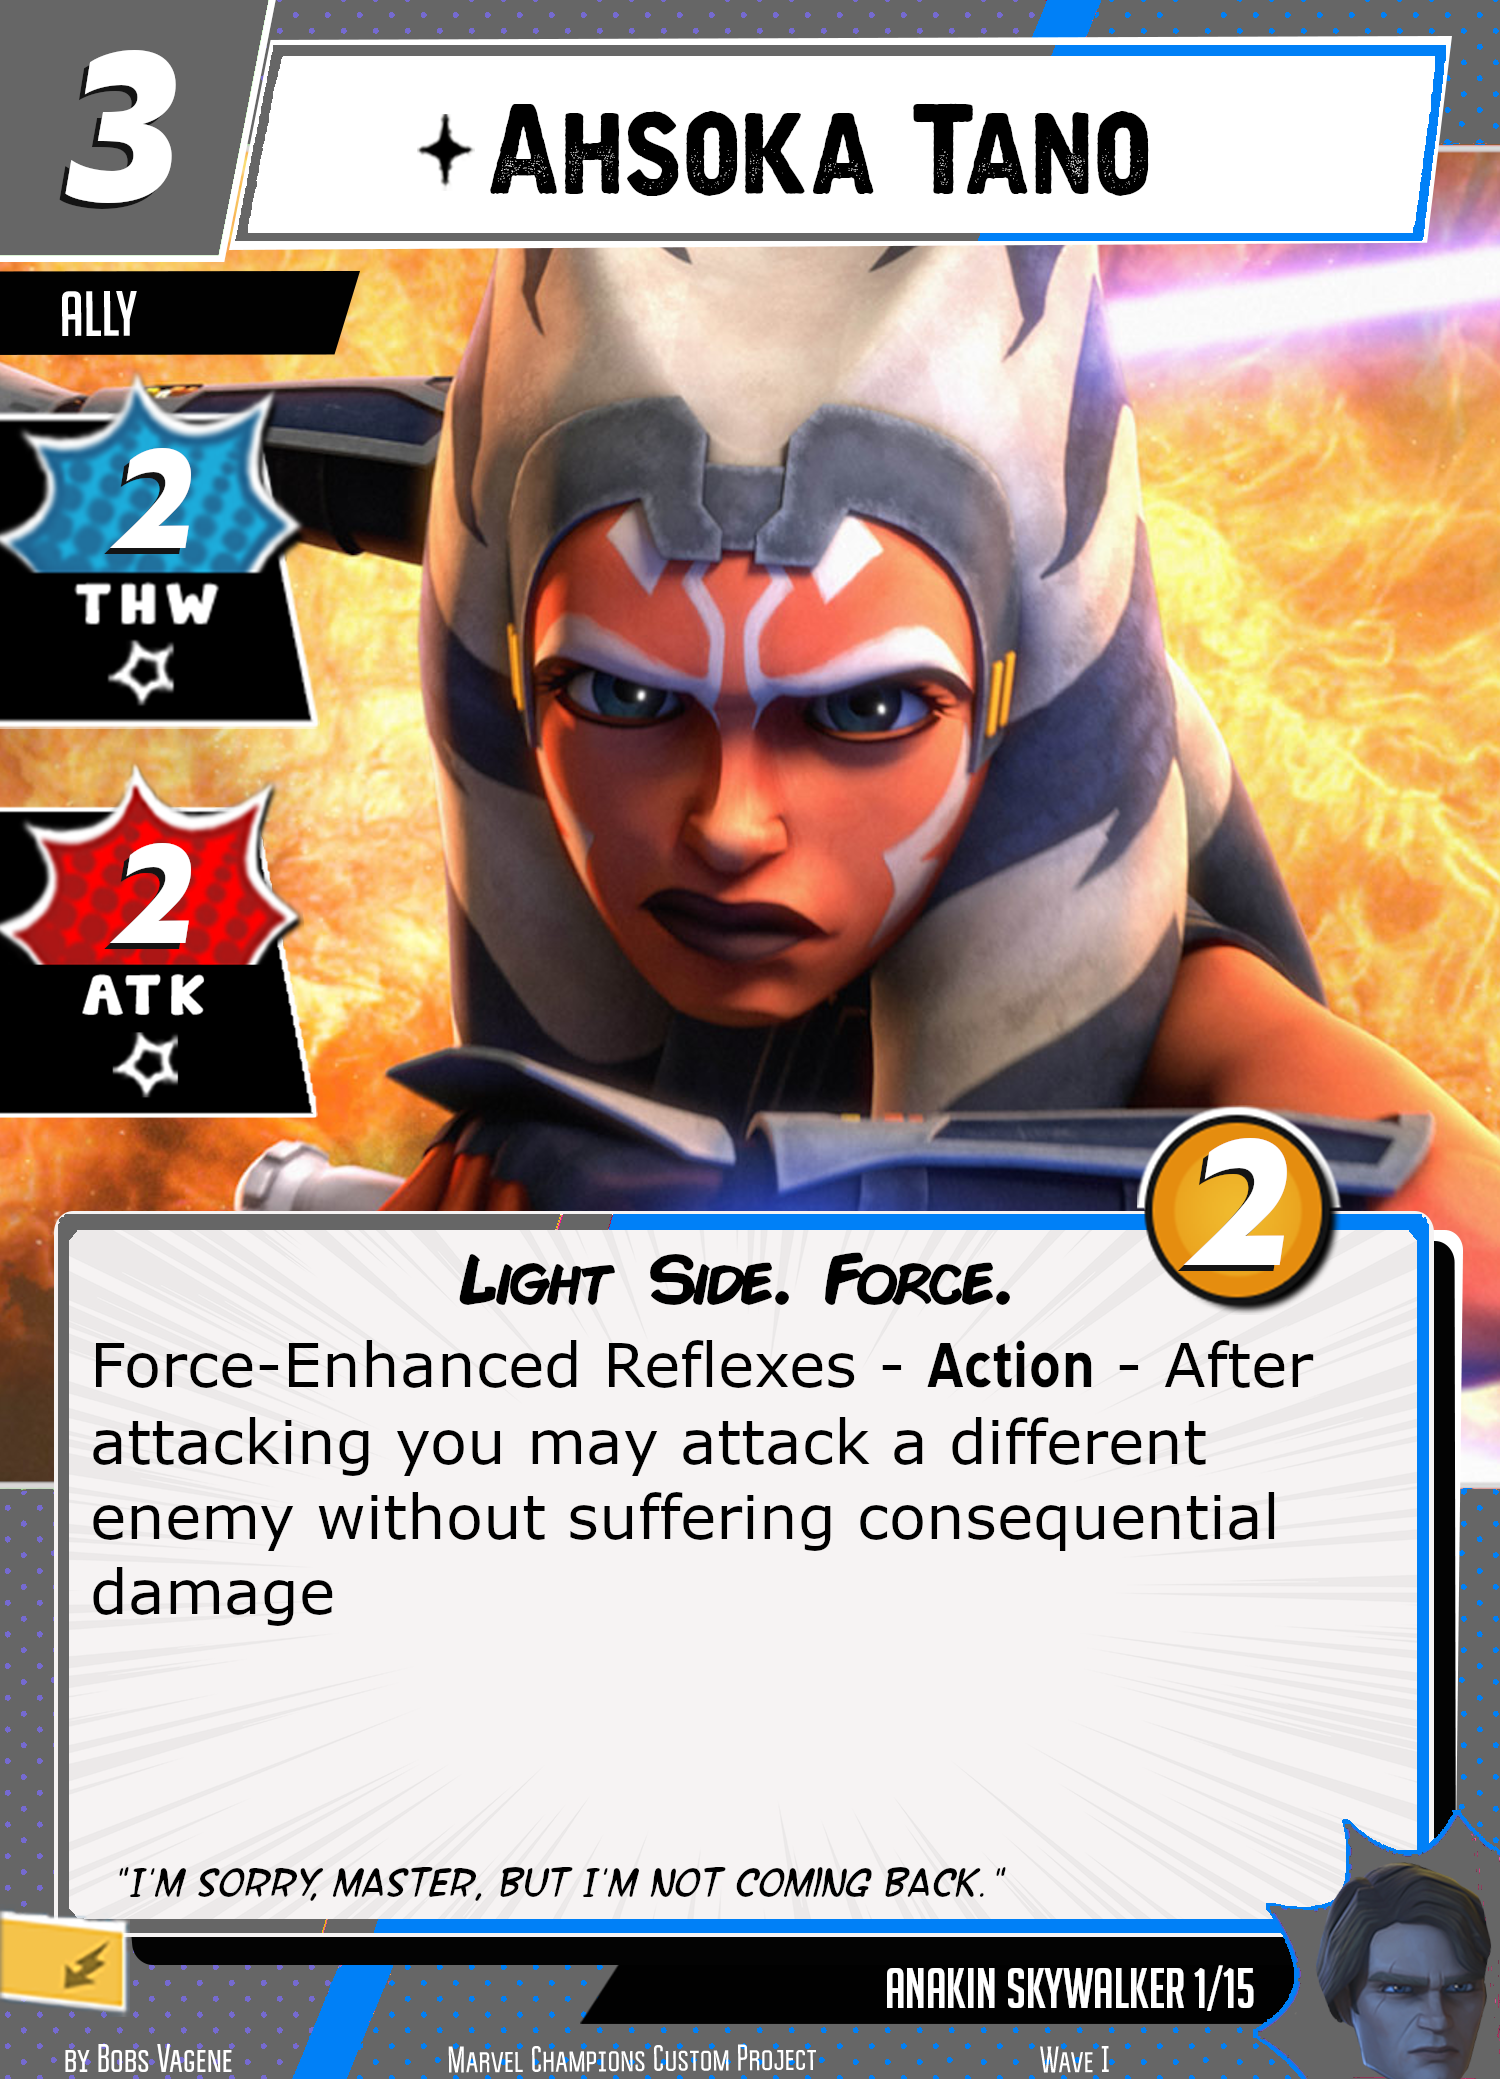 3
AHSOKA TANO
ALLY
2
THW
2
ATK
2
LIGHT SIDE. FORCE.
Force-Enhanced Reflexes - Action - After
attacking you may attack a different
enemy without suffering consequential
damage
"I'M SORRY, MASTER, BUT I'M NOT COMING BACK."
ANAKIN SKYWALKER 1/15
BY BOBS VAGENE
MARVEL CHAMPIONS CUSTOM PROJECT
WAVE I